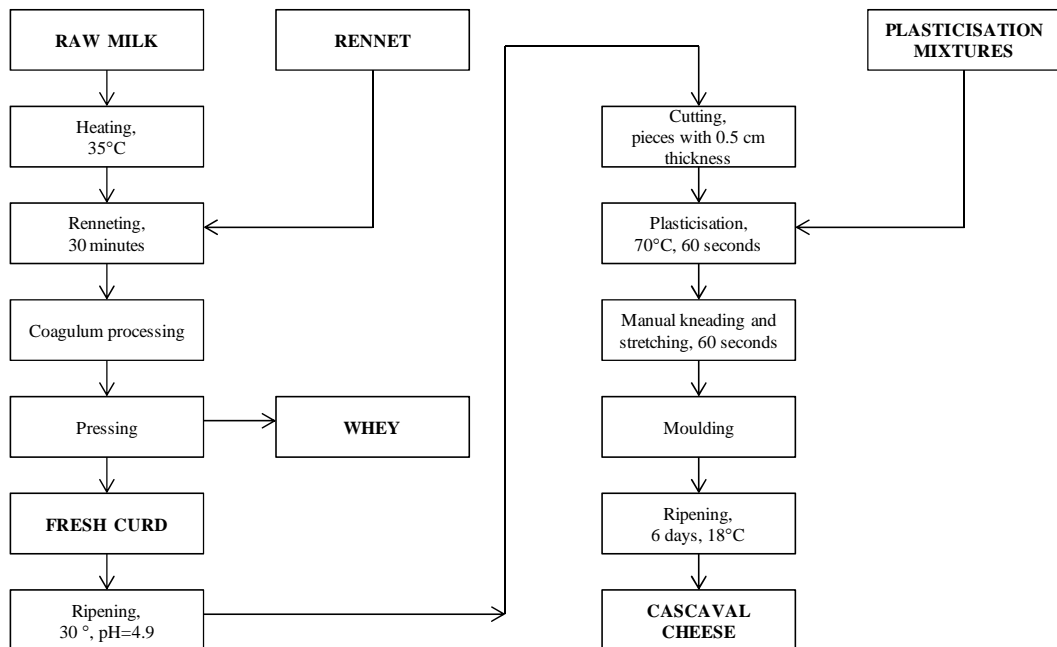 RAW MILK
RENNET
PLASTICISATION
MIXTURES
Heating,
35°C
Renneting,
30 minutes
Coagulum processing
Pressing
WHEY
FRESH CURD
Ripening,
30 °, pH=4.9
Cutting,
pieces with 0.5 cm
thickness
Plasticisation,
70°C, 60 seconds
Manual kneading and
stretching, 60 seconds
Moulding
Ripening,
6 days, 18°C
CASCAVAL
CHEESE